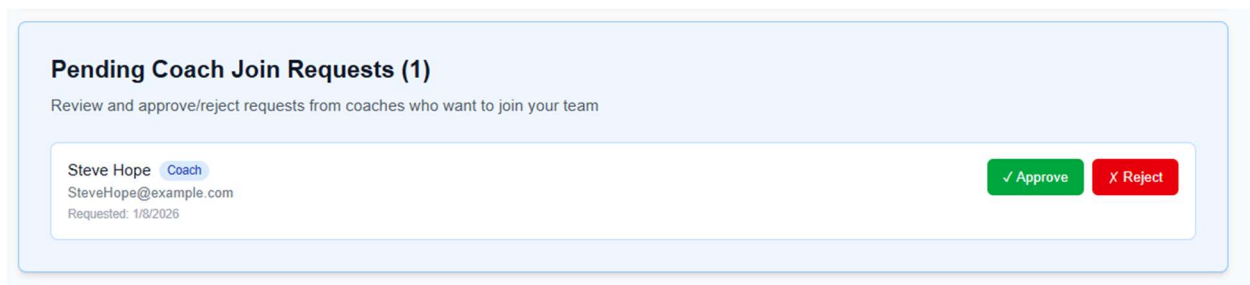 Pending Coach Join Requests (1)
Review and approve/reject requests from coaches who want to join your team
Steve Hope Coach
SteveHope@example.com
Requested: 1/8/2026
✓ Approve
✗ Reject